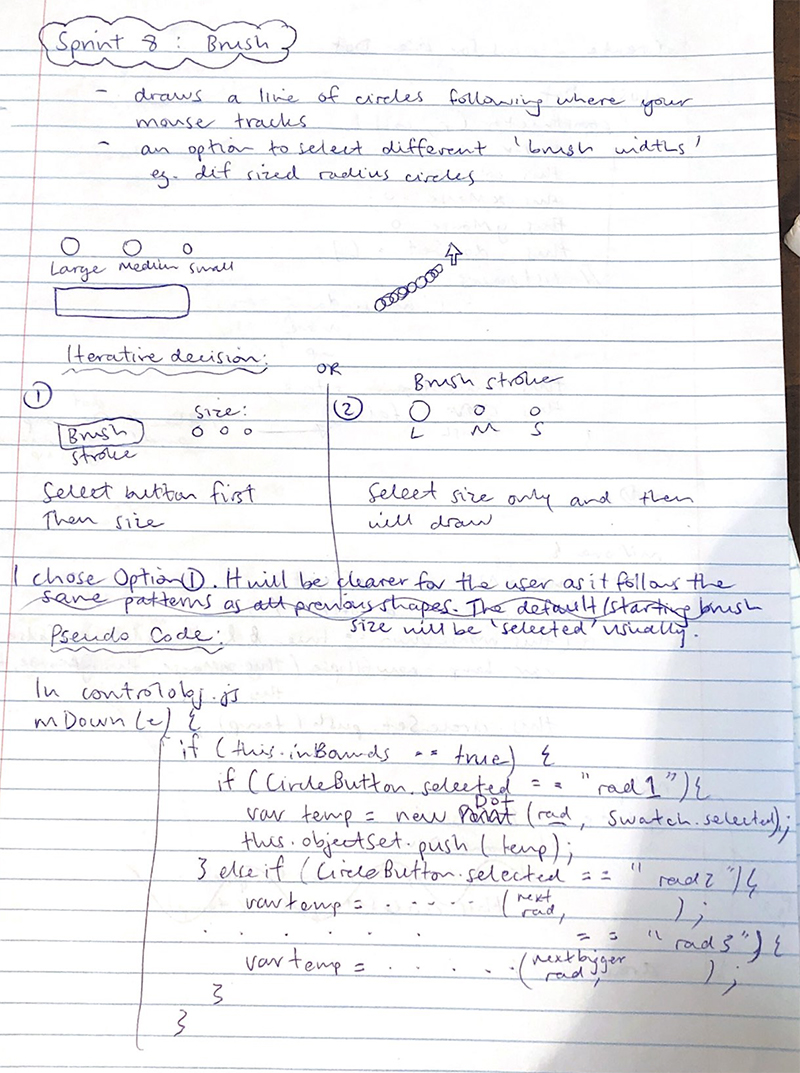 Sprint 8 : Brush
- draws a line of circles following where your
mouse tracks
- an option to select different 'brush widths'
eg. dif sized radius circles
Large Medium Small
Iterative decision:
OR
①
Size:
Brush
stroke
Select button first
Then size
②
Brush stroke
L M S
Select size only and then
will draw
I chose Option ①. It will be clearer for the user as it follows the
same patterns as all previous shapes. The default/starting brush
size will be 'selected' usually.
Pseudo Code:
In controlobj.js
mDown(e) {
if (this.inBounds == true) {
if (CircleButton.selected == "rad1"){
var temp = new Dot (rad, Swatch.selected);
this.objectSet.push(temp);
} else if (CircleButton.selected == "rad2"){
var temp = . . . . . (next rad, );
. . . . . . == "rad3"){
var temp = . . . . . (next bigger rad, );
}
}